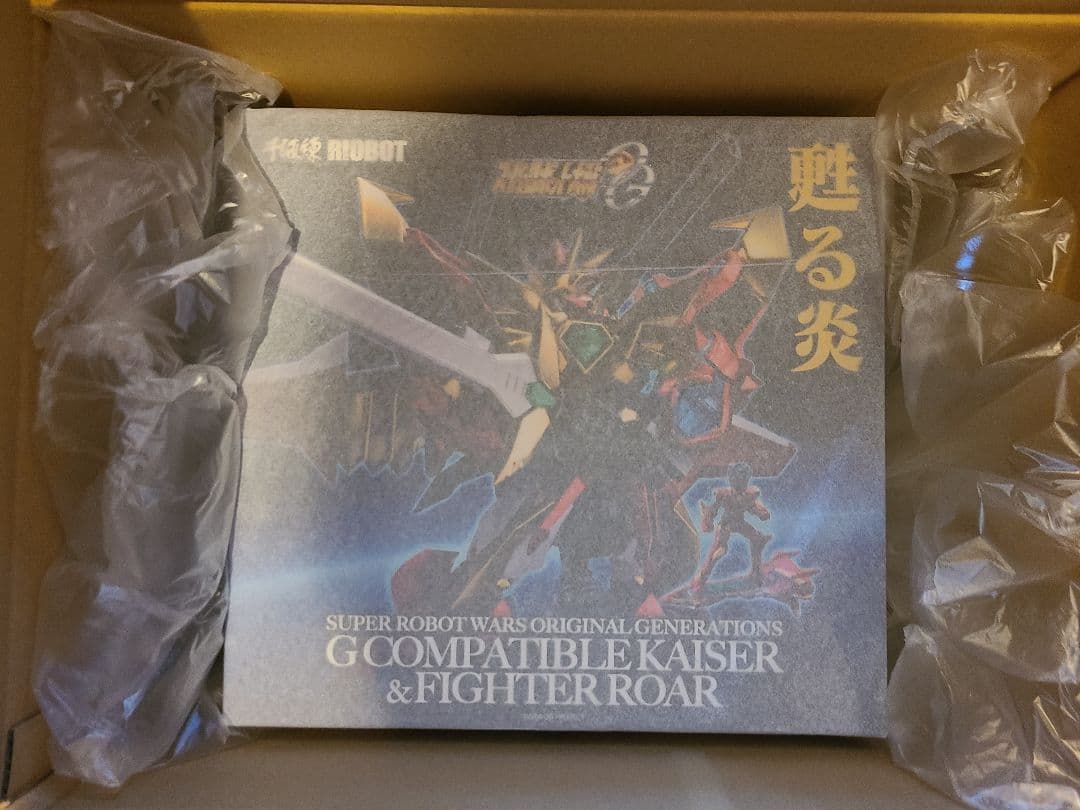 千値練 RIOBOT
甦る炎
SUPER ROBOT WARS ORIGINAL GENERATIONS
G COMPATIBLE KAISER
&FIGHTER ROAR